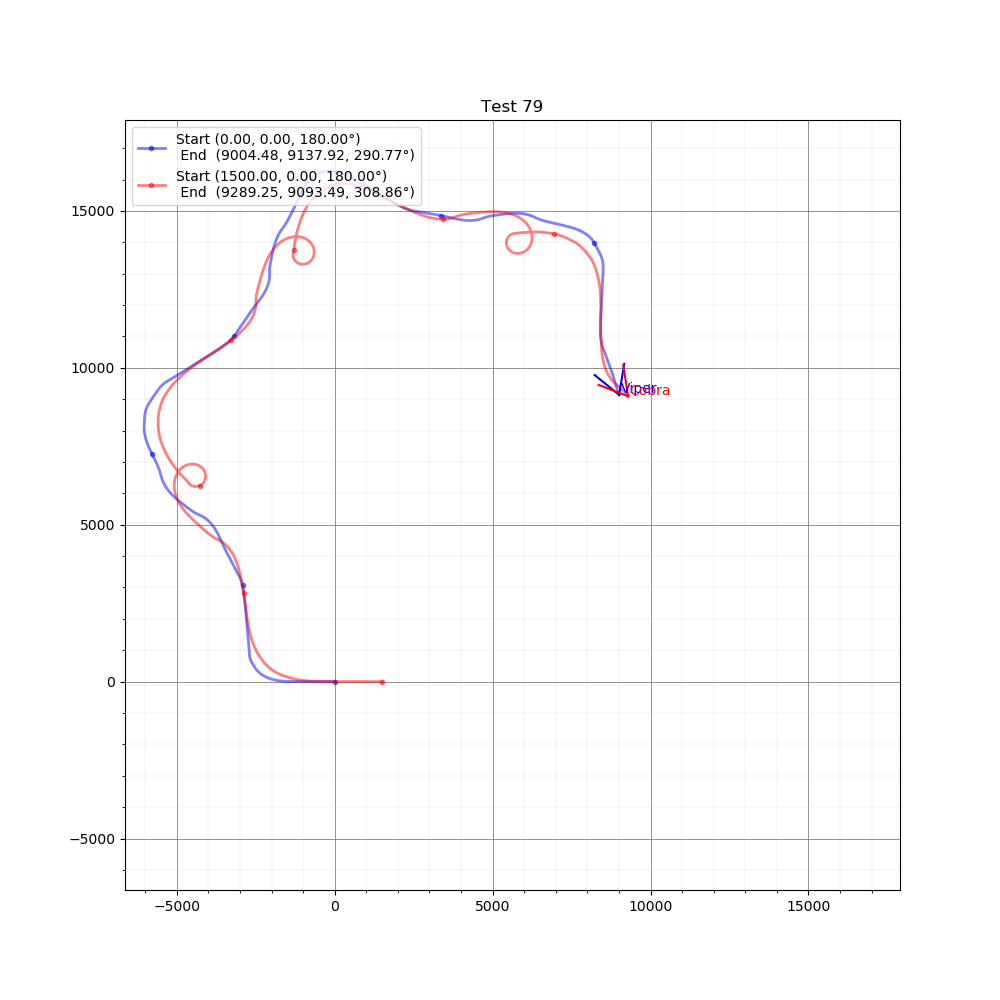 Test 79
Start (0.00, 0.00, 180.00°)
End (9004.48, 9137.92, 290.77°)
Start (1500.00, 0.00, 180.00°)
End (9289.25, 9093.49, 308.86°)
15000
10000
5000
0
−5000
Cobra
−5000 0 5000 10000 15000